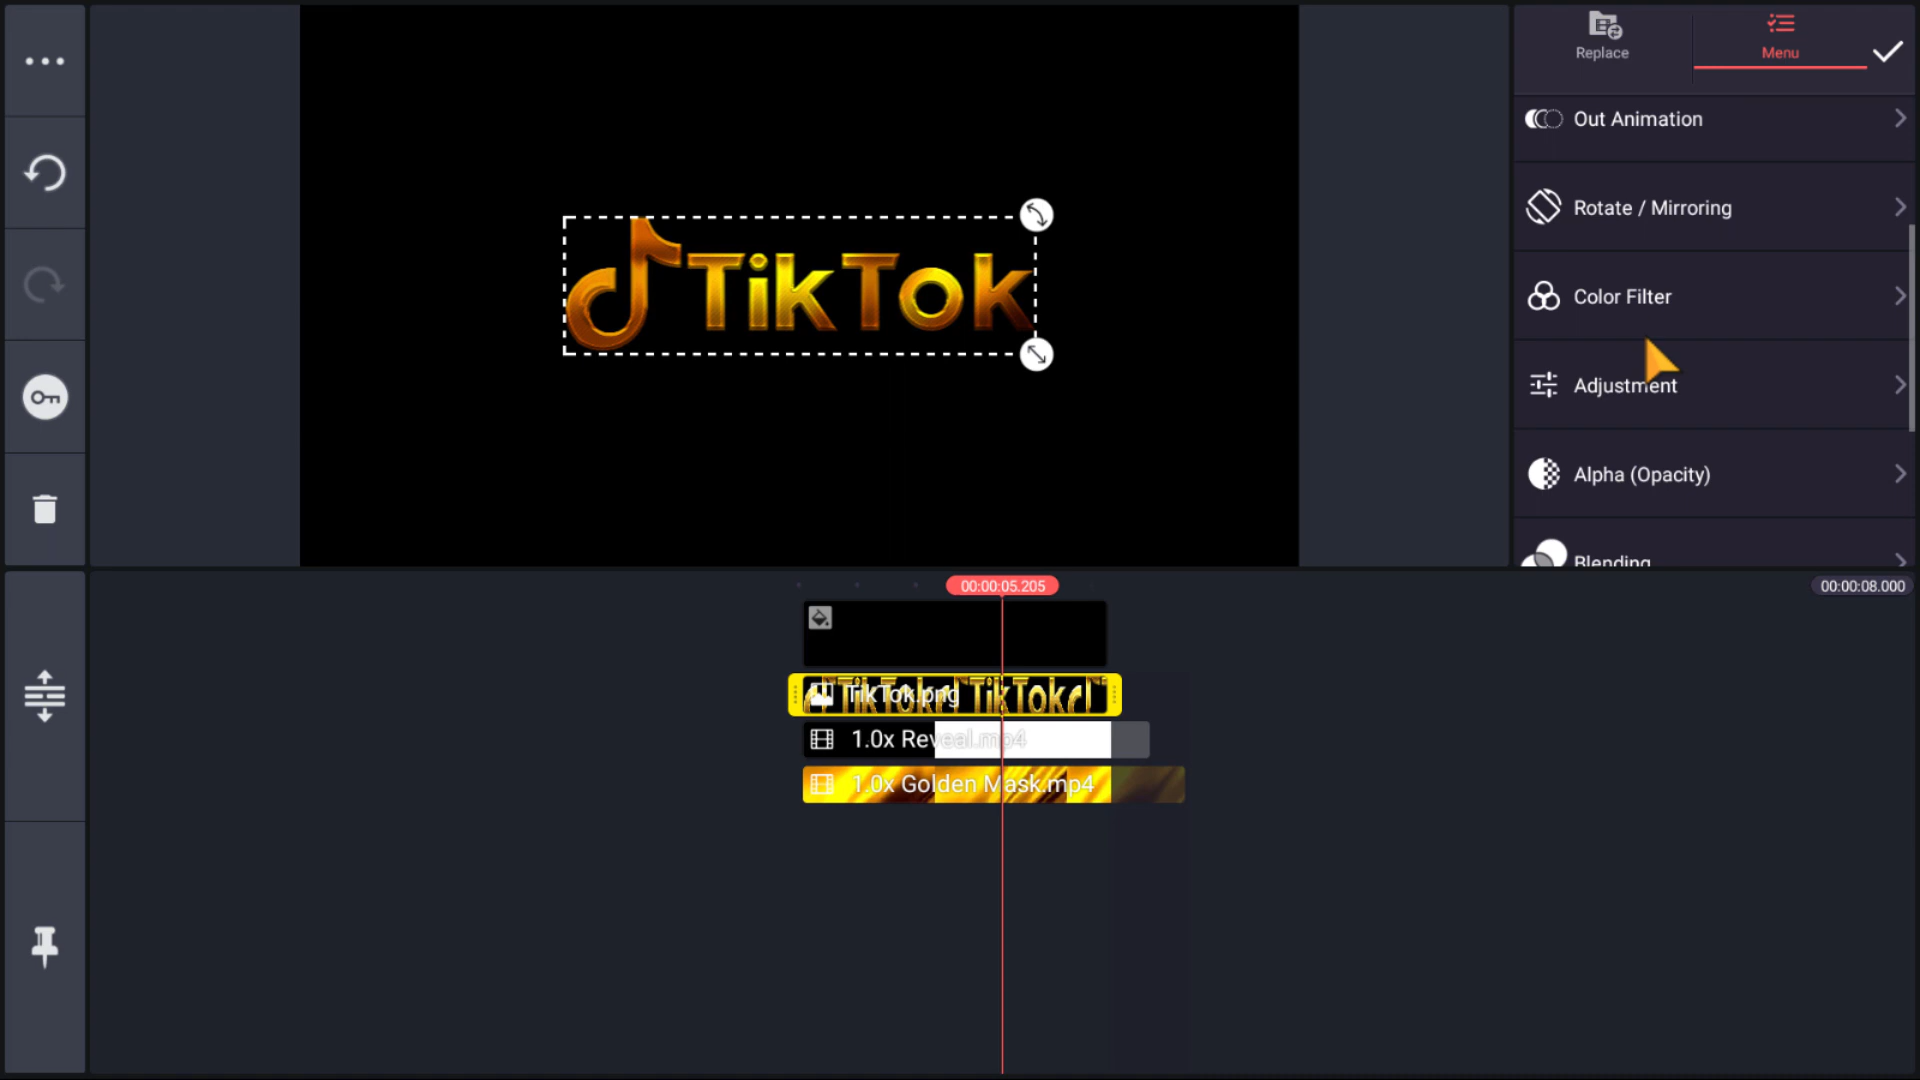 Replace
Menu
Out Animation
Rotate / Mirroring
Color Filter
Adjustment
Alpha (Opacity)
Blending
TikTok
00:00:05.205
00:00:08.000
TikTok.png
1.0x Reveal.mp4
1.0x Golden Mask.mp4